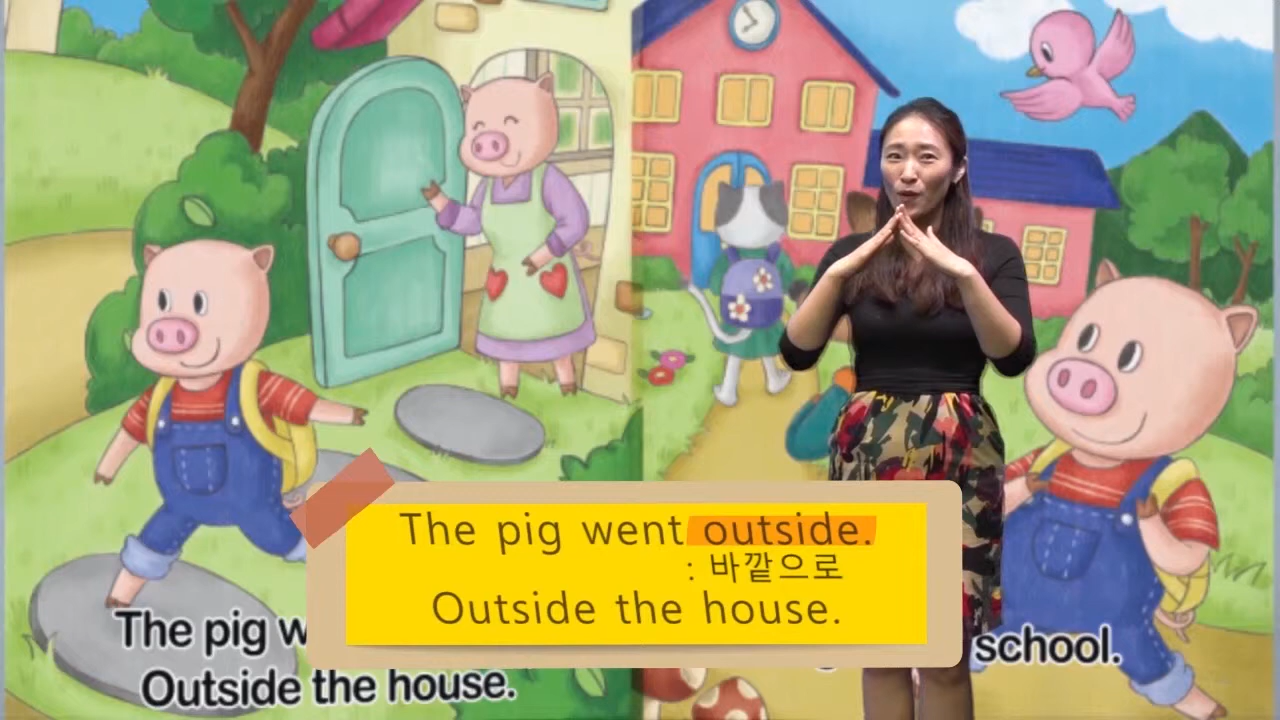 The pig went outside.
: 바깥으로
Outside the house.
The pig w
Outside the house.
school.